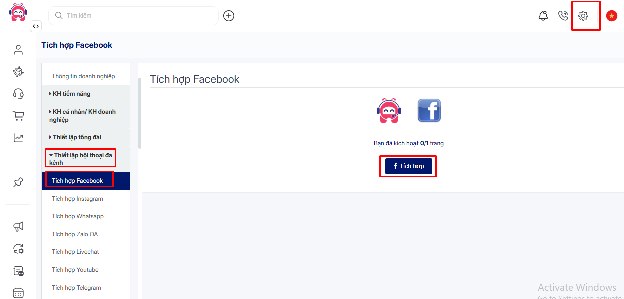 Tìm kiếm
Tích hợp Facebook
Thông tin doanh nghiệp
KH tiềm năng
KH cá nhân/ KH doanh
nghiệp
Thiết lập tổng đài
Thiết lập hội thoại đa
kênh
Tích hợp Facebook
Tích hợp Instagram
Tích hợp Whatsapp
Tích hợp Zalo OA
Tích hợp Livechat
Tích hợp Youtube
Tích hợp Telegram
Tích hợp Facebook
Bạn đã kích hoạt 0/1 trang
Tích hợp
Activate Windows
Go to Settings to activate